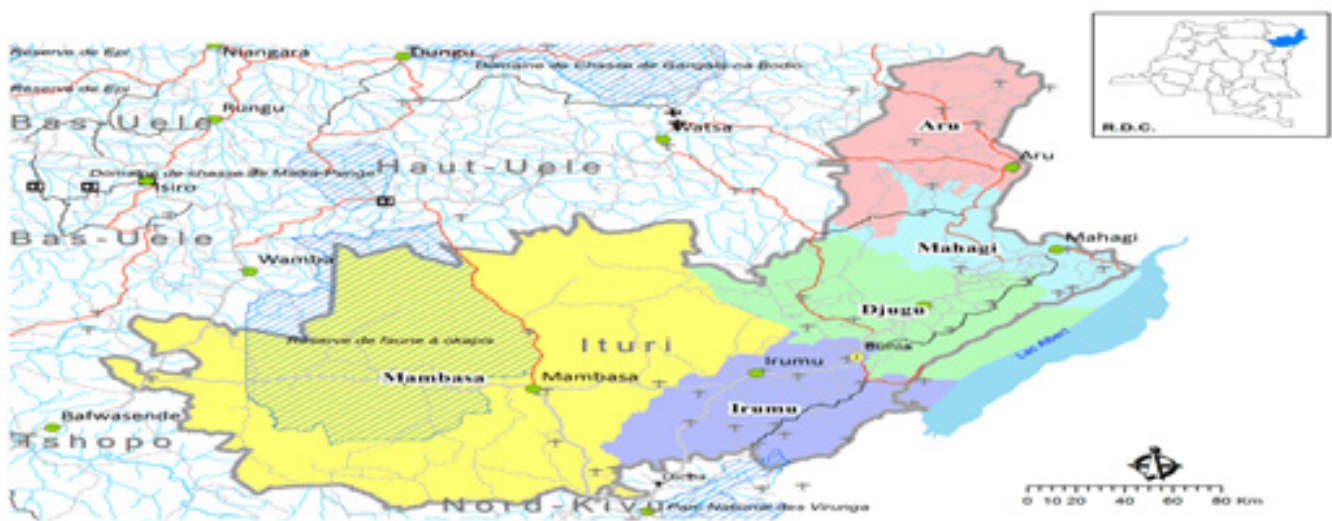 Réserve de Epi
Niangara
Dungu
Domaine de Chasse de Gangala na Bodio
Réserve de Epi
Rungu
Bas-Uele
Watsa
Aru
Aru
R.D.C.
Haut-Uele
Domaine de chasse de Maika-Penge
Isiro
Bas-Uele
Mahagi
Mahagi
Wamba
Djugu
Réserve de faune à okapis
Ituri
Bunia
Lac Albert
Mambasa
Mambasa
Irumu
Irumu
Bafwasende
Tshopo
Oicha
Nord-Kivu
Parc National des Virunga
0 10 20 40 60 80 Km